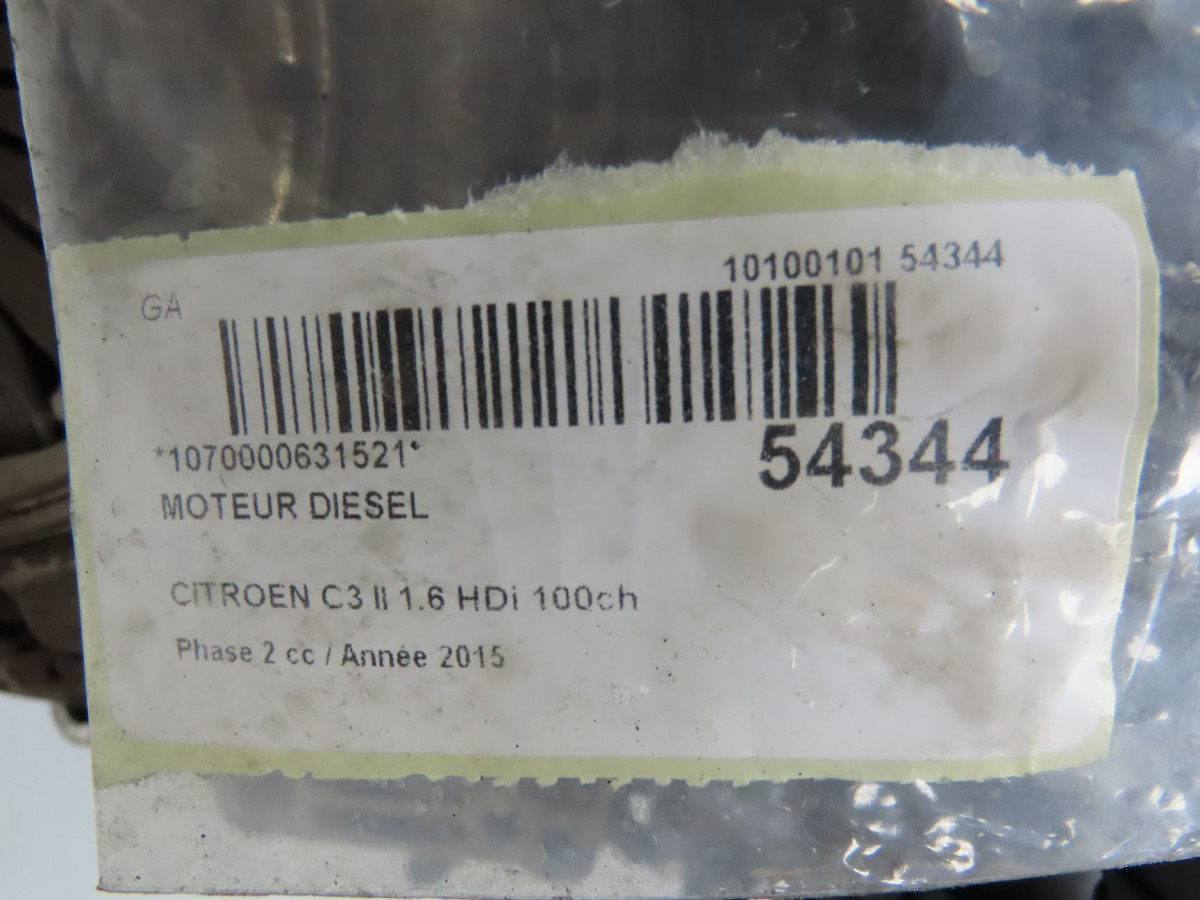 10100101 54344
GA
*1070000631521*
54344
MOTEUR DIESEL
CITROEN C3 II 1.6 HDi 100ch
Phase 2 cc / Année 2015